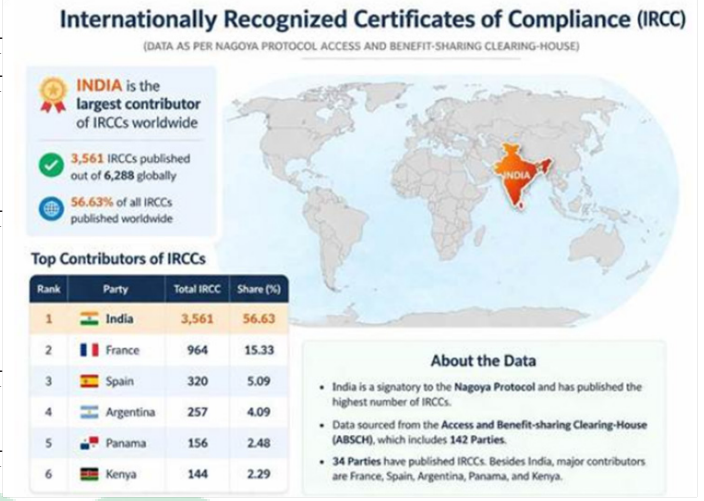 Internationally Recognized Certificates of Compliance (IRCC)
(DATA AS PER NAGOYA PROTOCOL ACCESS AND BENEFIT-SHARING CLEARING-HOUSE)
INDIA is the
largest contributor
of IRCCs worldwide
3,561 IRCCs published
out of 6,288 globally
56.63% of all IRCCs
published worldwide
INDIA
Top Contributors of IRCCs
Rank Party Total IRCC Share (%)
1 India 3,561 56.63
2 France 964 15.33
3 Spain 320 5.09
4 Argentina 257 4.09
5 Panama 156 2.48
6 Kenya 144 2.29
About the Data
• India is a signatory to the Nagoya Protocol and has published the
highest number of IRCCs.
• Data sourced from the Access and Benefit-sharing Clearing-House
(ABSCH), which includes 142 Parties.
• 34 Parties have published IRCCs. Besides India, major contributors
are France, Spain, Argentina, Panama, and Kenya.